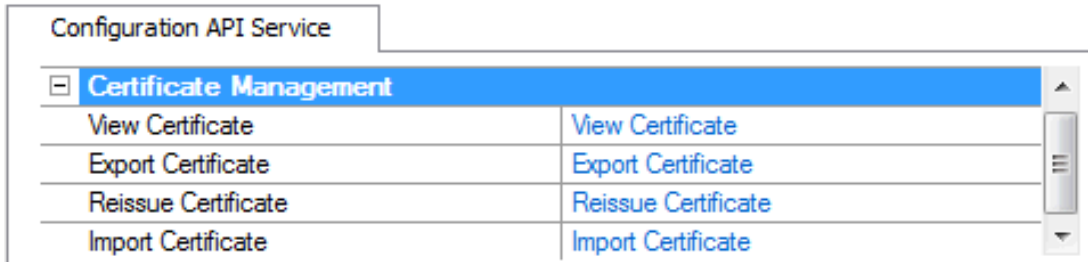 Configuration API Service
Certificate Management
View Certificate View Certificate
Export Certificate Export Certificate
Reissue Certificate Reissue Certificate
Import Certificate Import Certificate